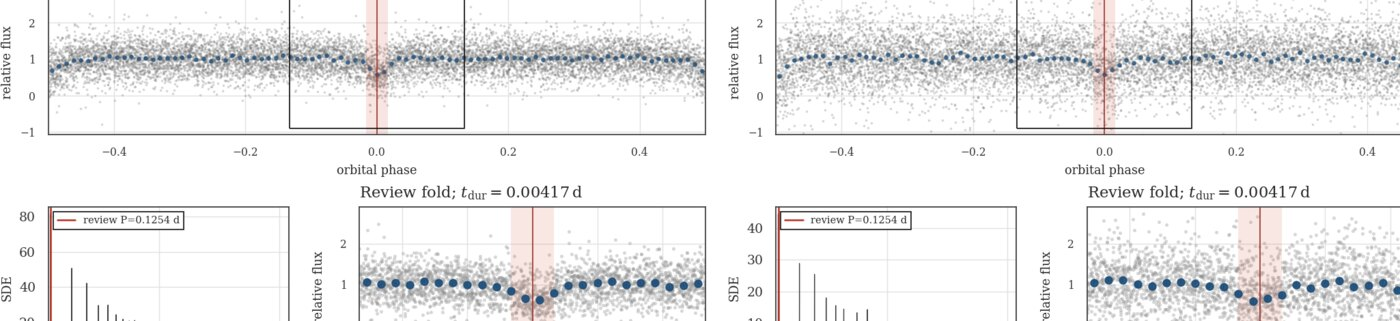 relative flux
2
1
0
−1
−0.4
−0.2
0.0
0.2
0.4
orbital phase
relative flux
2
1
0
−1
−0.4
−0.2
0.0
0.2
0.4
orbital phase
Review fold; t_dur = 0.00417 d
SDE
80
60
40
review P=0.1254 d
relative flux
2
1
Review fold; t_dur = 0.00417 d
SDE
40
30
20
10
review P=0.1254 d
relative flux
2
1